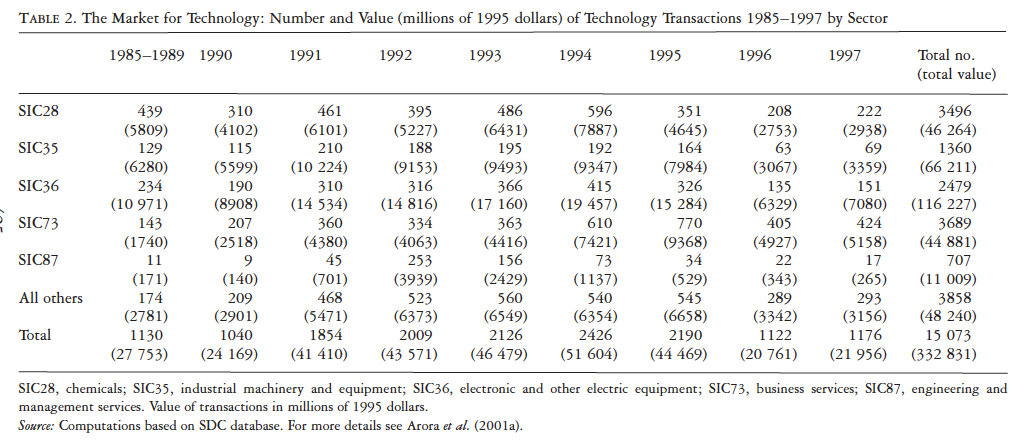 TABLE 2. The Market for Technology: Number and Value (millions of 1995 dollars) of Technology Transactions 1985–1997 by Sector
1985–1989 1990 1991 1992 1993 1994 1995 1996 1997 Total no.
(total value)
SIC28 439 310 461 395 486 596 351 208 222 3496
(5809) (4102) (6101) (5227) (6431) (7887) (4645) (2753) (2938) (46 264)
SIC35 129 115 210 188 195 192 164 63 69 1360
(6280) (5599) (10 224) (9153) (9493) (9347) (7984) (3067) (3359) (66 211)
SIC36 234 190 310 316 366 415 326 135 151 2479
(10 971) (8908) (14 534) (14 816) (17 160) (19 457) (15 284) (6329) (7080) (116 227)
SIC73 143 207 360 334 363 610 770 405 424 3689
(1740) (2518) (4380) (4063) (4416) (7421) (9368) (4927) (5158) (44 881)
SIC87 11 9 45 253 156 73 34 22 17 707
(171) (140) (701) (3939) (2429) (1137) (529) (343) (265) (11 009)
All others 174 209 468 523 560 540 545 289 293 3858
(2781) (2901) (5471) (6373) (6549) (6354) (6658) (3342) (3156) (48 240)
Total 1130 1040 1854 2009 2126 2426 2190 1122 1176 15 073
(27 753) (24 169) (41 410) (43 571) (46 479) (51 604) (44 469) (20 761) (21 956) (332 831)
SIC28, chemicals; SIC35, industrial machinery and equipment; SIC36, electronic and other electric equipment; SIC73, business services; SIC87, engineering and
management services. Value of transactions in millions of 1995 dollars.
Source: Computations based on SDC database. For more details see Arora et al. (2001a).